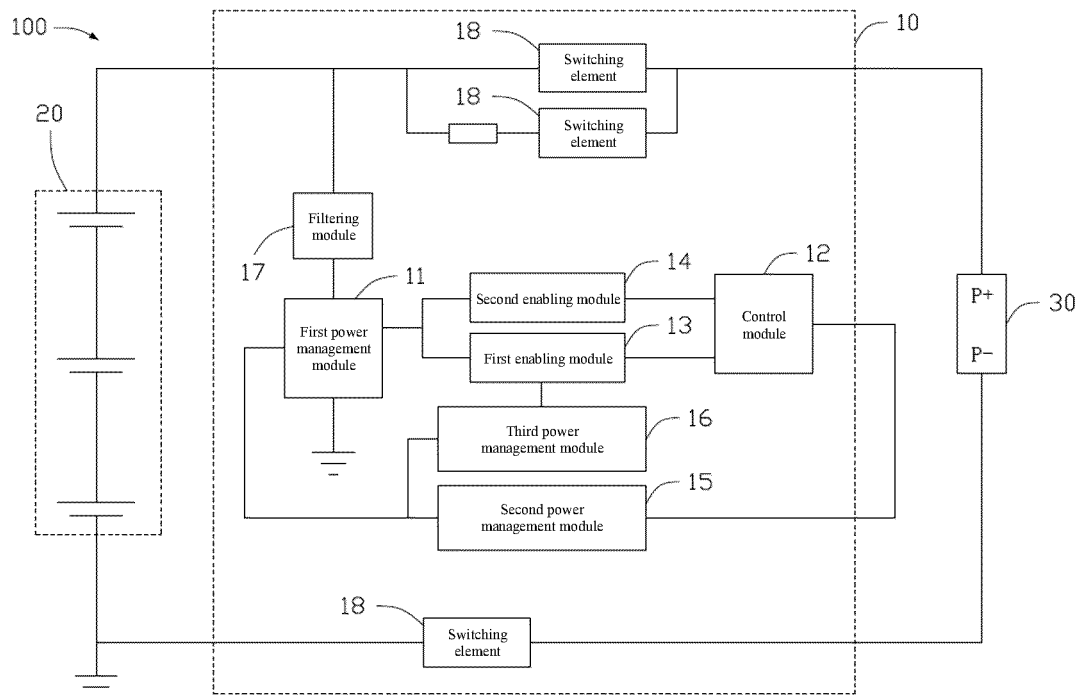 100
10
18
Switching
element
18
Switching
element
20
Filtering
module
17
11
14
12
Second enabling module
First power
management
module
13
Control
module
P+
30
First enabling module
P-
Third power
management module
16
15
Second power
management module
18
Switching
element